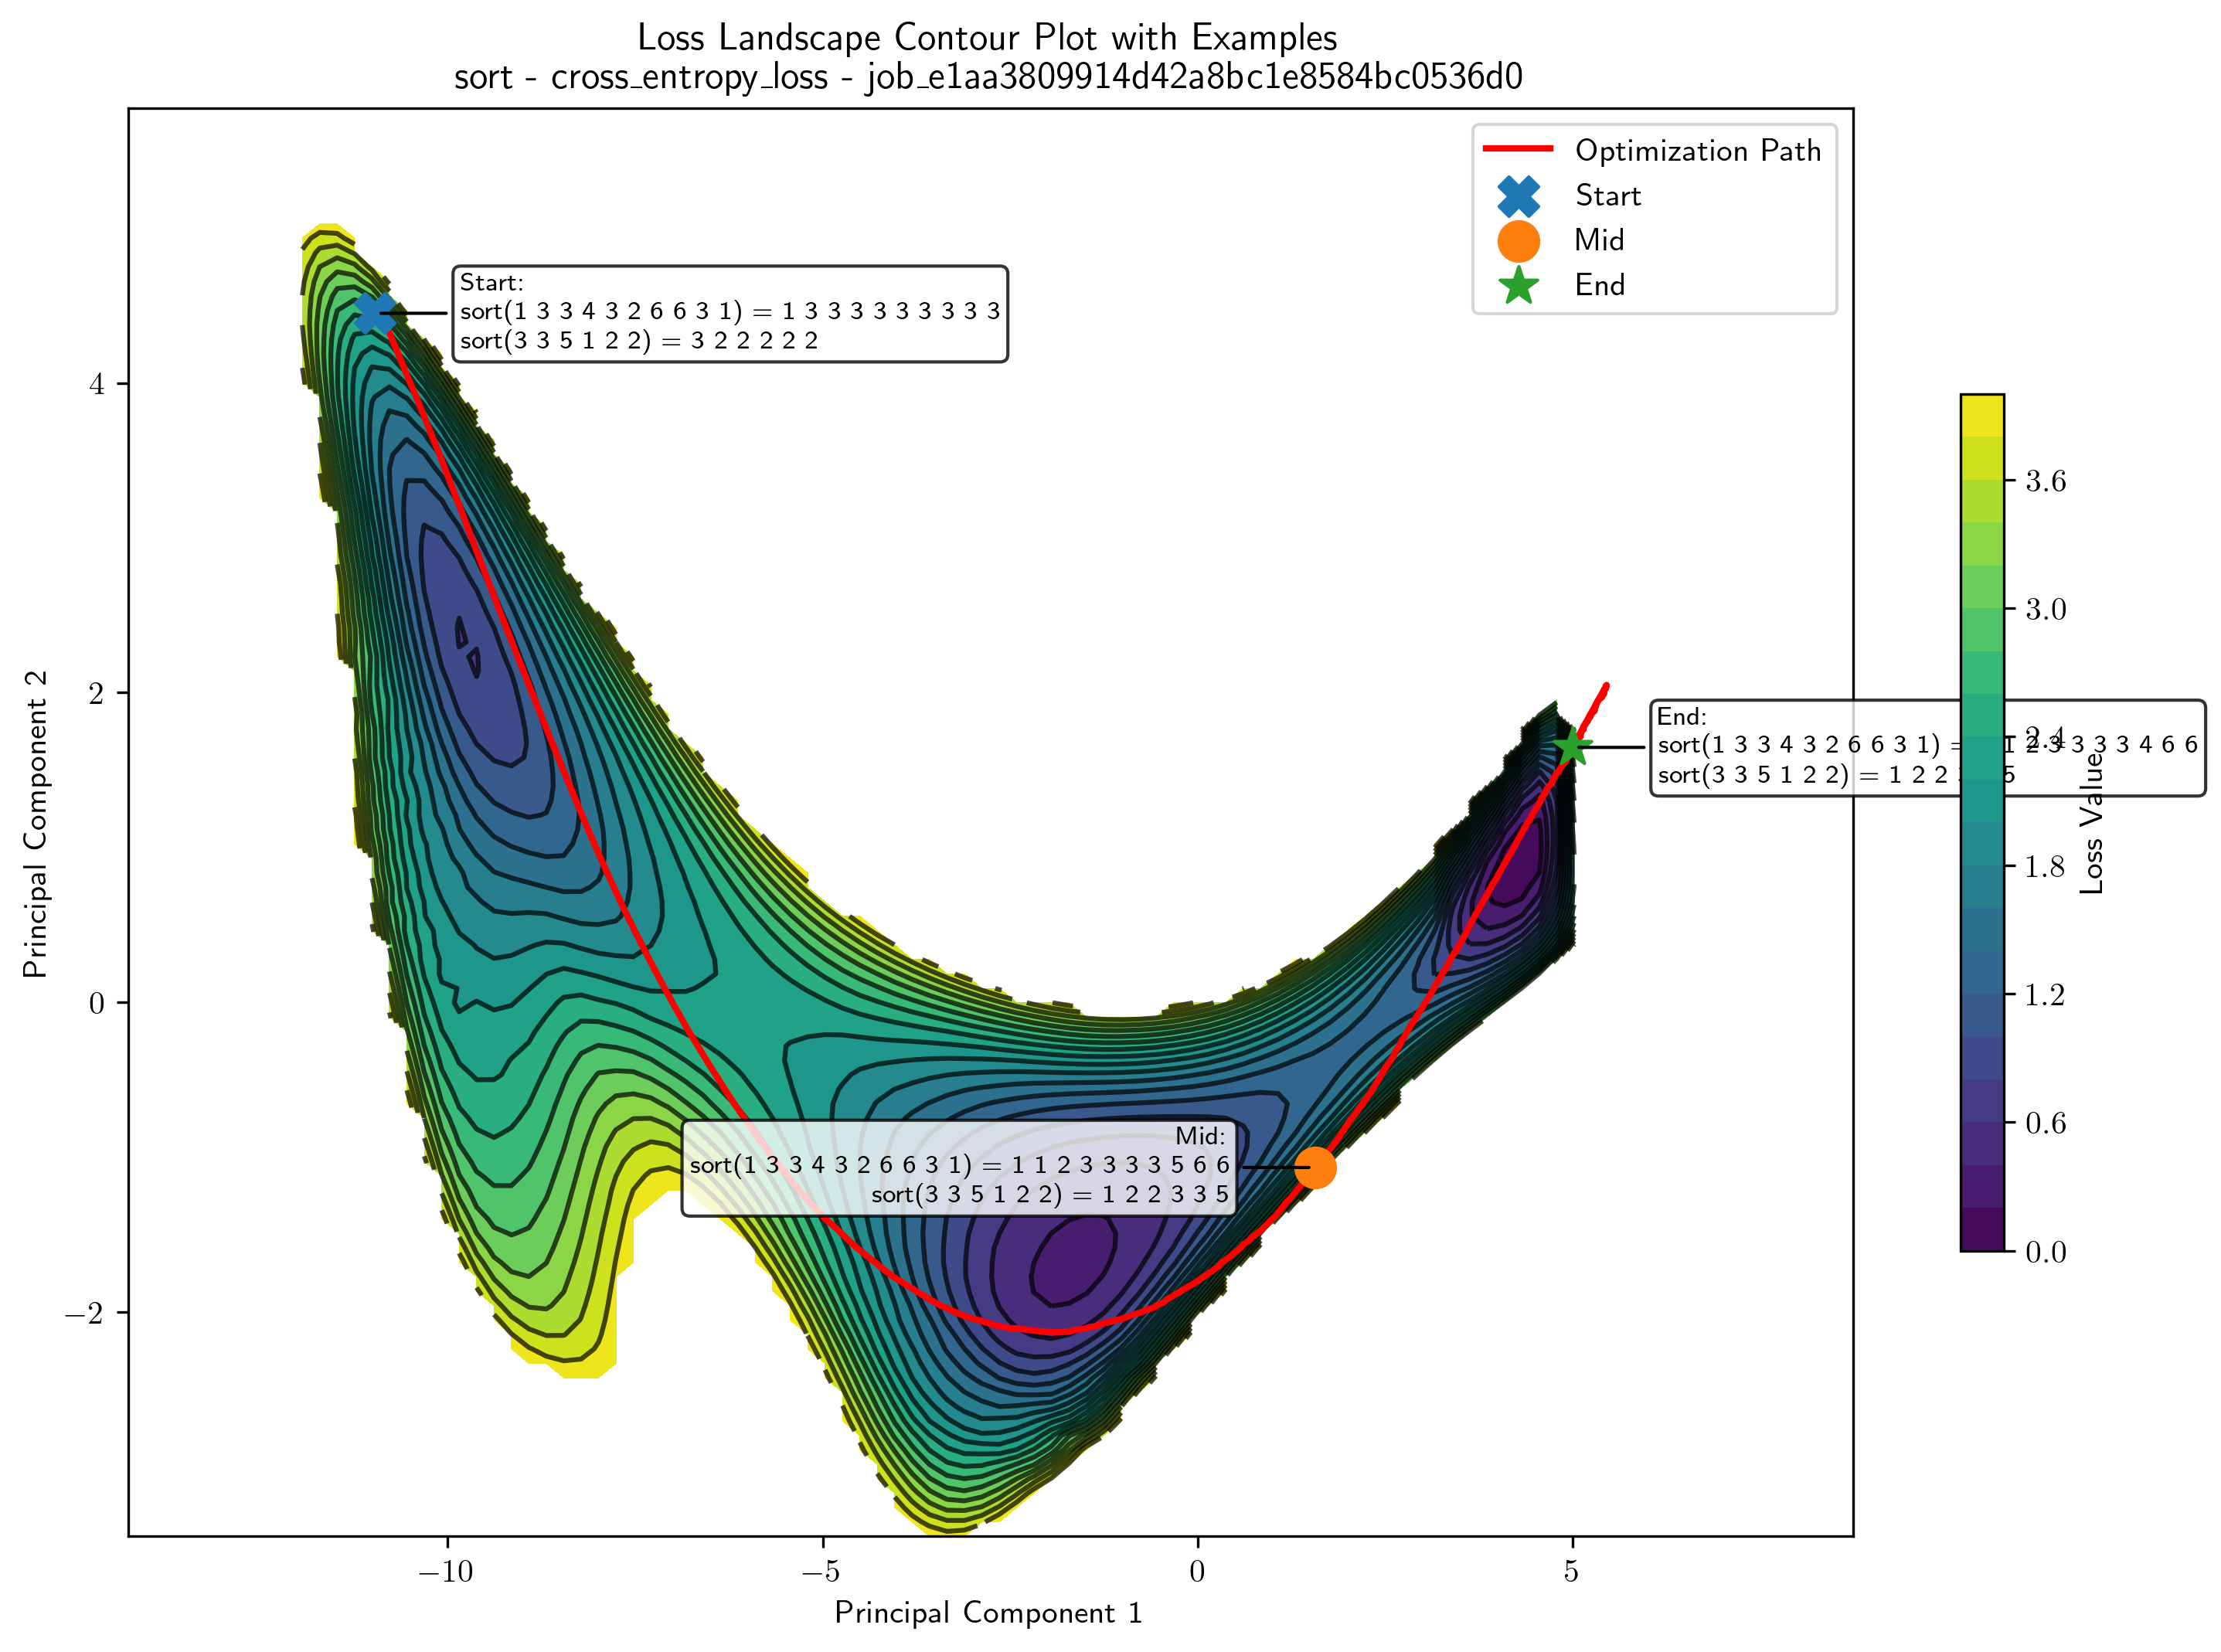 Loss Landscape Contour Plot with Examples
sort - cross_entropy_loss - job_e1aa3809914d42a8bc1e8584bc0536d0
Optimization Path
Start
Mid
End
Start:
sort(1 3 3 4 3 2 6 6 3 1) = 1 3 3 3 3 3 3 3 3 3
sort(3 3 5 1 2 2) = 3 2 2 2 2 2
End:
sort(1 3 3 4 3 2 6 6 3 1) = 1 2 3 3 3 3 4 6 6
sort(3 3 5 1 2 2) = 1 2 2 5
Mid:
sort(1 3 3 4 3 2 6 6 3 1) = 1 1 2 3 3 3 3 5 6 6
sort(3 3 5 1 2 2) = 1 2 2 3 3 5
4
2
0
−2
Principal Component 2
−10
−5
0
5
Principal Component 1
3.6
3.0
2.4
1.8
1.2
0.6
0.0
Loss Value